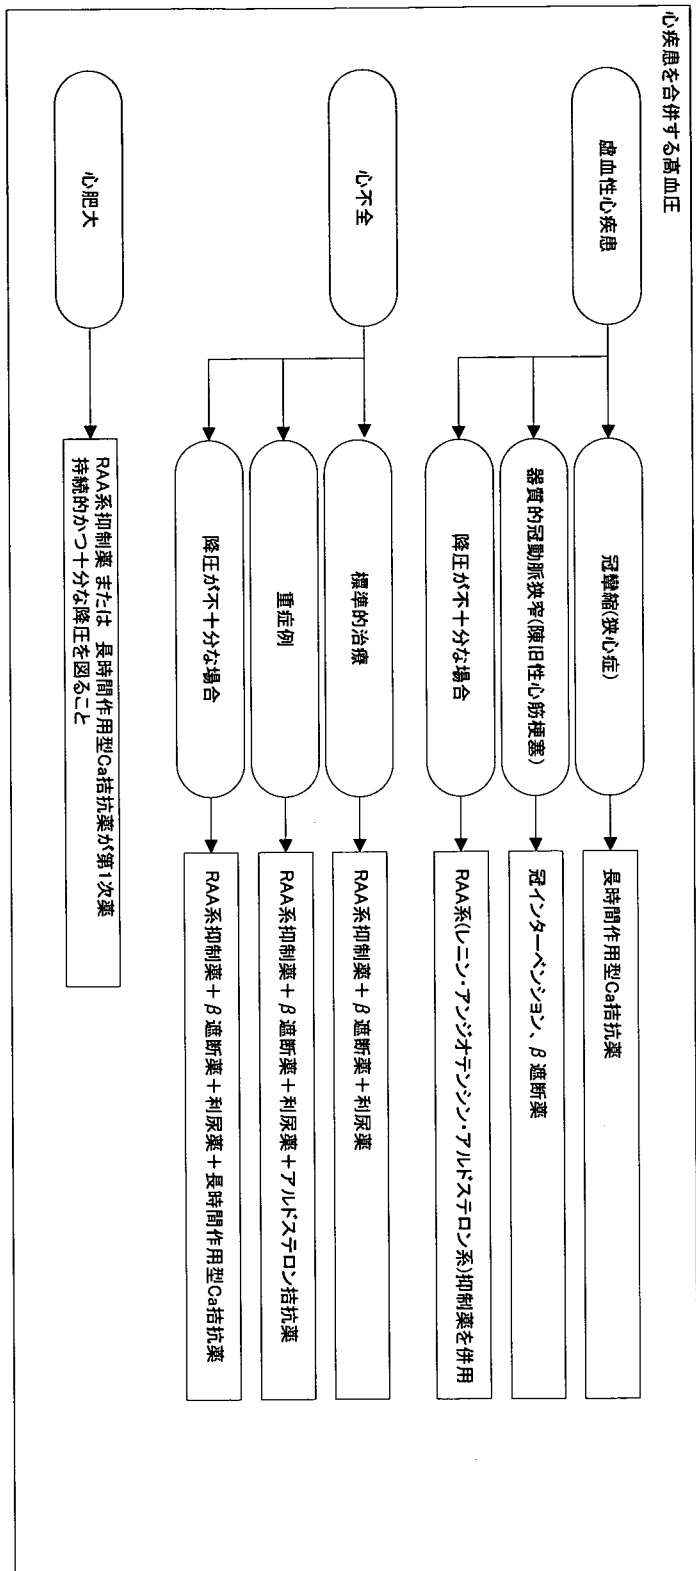 心疾患を合併する高血圧
虚血性心疾患
冠攣縮(狭心症)
長時間作用型Ca拮抗薬
器質的冠動脈狭窄(陳旧性心筋梗塞)
冠インターベンション、β遮断薬
降圧が不十分な場合
RAA系(レニン・アンジオテンシン・アルドステロン系)抑制薬を併用
心不全
標準的治療
RAA系抑制薬+β遮断薬+利尿薬
重症例
RAA系抑制薬+β遮断薬+利尿薬+アルドステロン拮抗薬
降圧が不十分な場合
RAA系抑制薬+β遮断薬+利尿薬+長時間作用型Ca拮抗薬
心肥大
RAA系抑制薬 または 長時間作用型Ca拮抗薬が第1次薬
持続的かつ十分な降圧を図ること